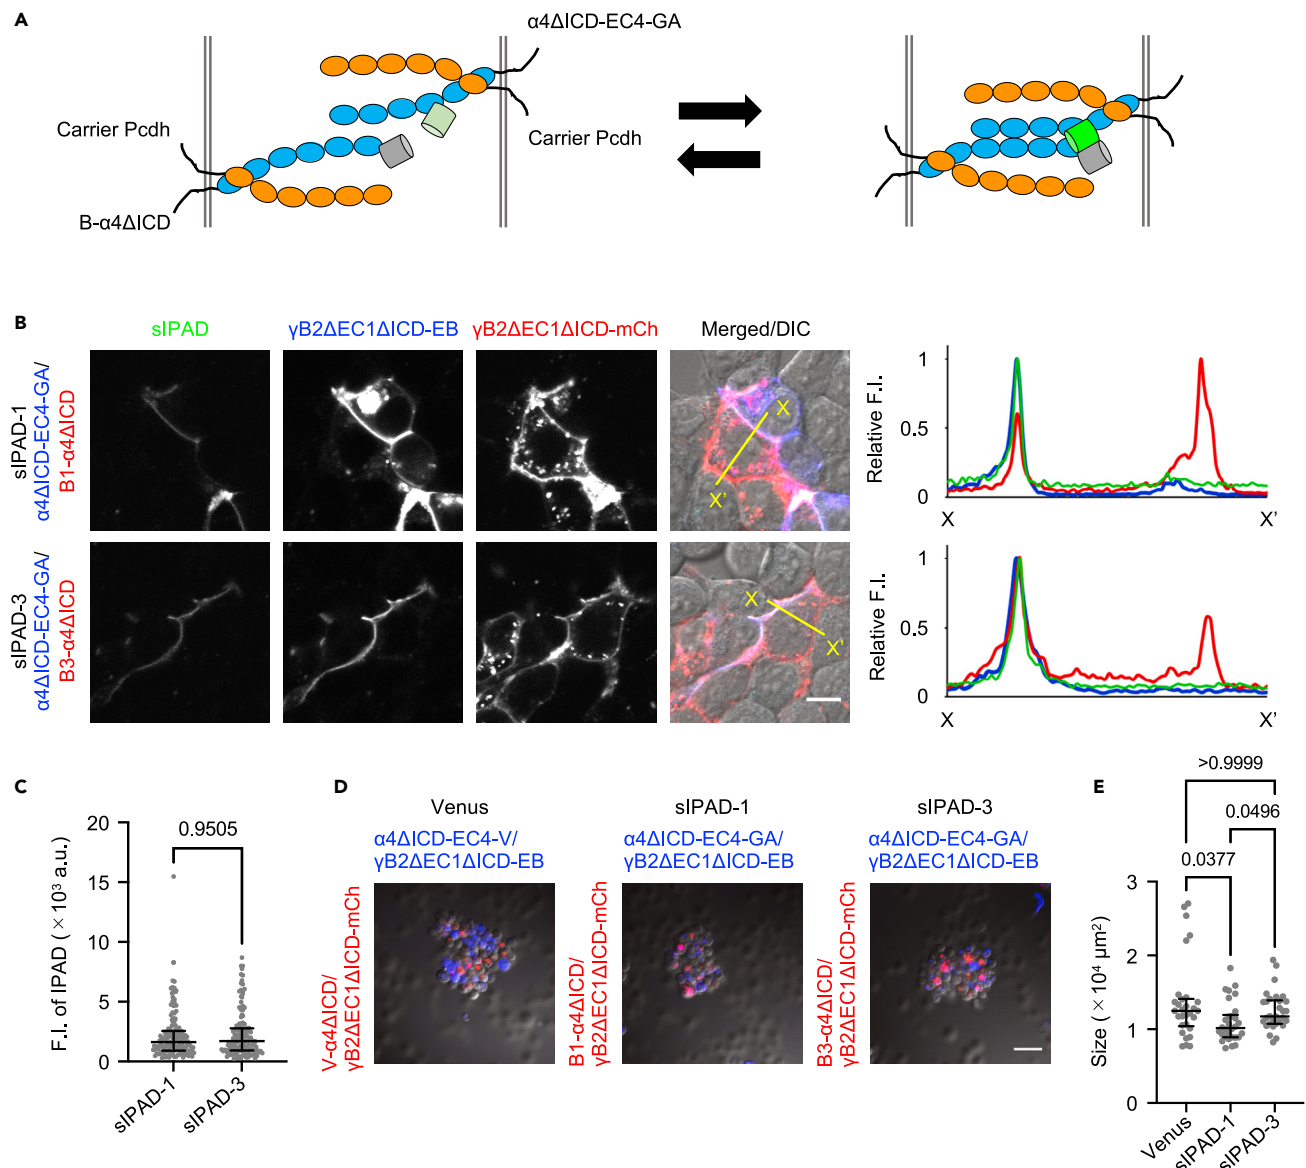 A
α4ΔICD-EC4-GA
Carrier Pcdh
Carrier Pcdh
B-α4ΔICD
B
sIPAD
γB2ΔEC1ΔICD-EB
γB2ΔEC1ΔICD-mCh
Merged/DIC
sIPAD-1
α4ΔICD-EC4-GA/
B1-α4ΔICD
X
X'
Relative F.I.
1
0.5
0
X
X'
sIPAD-3
α4ΔICD-EC4-GA/
B3-α4ΔICD
X
X'
Relative F.I.
1
0.5
0
X
X'
C
F.I. of IPAD (×10³ a.u.)
20
15
10
5
0
0.9505
sIPAD-1
sIPAD-3
D
Venus
α4ΔICD-EC4-V/
γB2ΔEC1ΔICD-EB
V-α4ΔICD/
γB2ΔEC1ΔICD-mCh
sIPAD-1
α4ΔICD-EC4-GA/
γB2ΔEC1ΔICD-EB
B1-α4ΔICD/
γB2ΔEC1ΔICD-mCh
sIPAD-3
α4ΔICD-EC4-GA/
γB2ΔEC1ΔICD-EB
B3-α4ΔICD/
γB2ΔEC1ΔICD-mCh
E
>0.9999
0.0496
0.0377
Size (×10⁴ μm²)
3
2
1
0
Venus
sIPAD-1
sIPAD-3